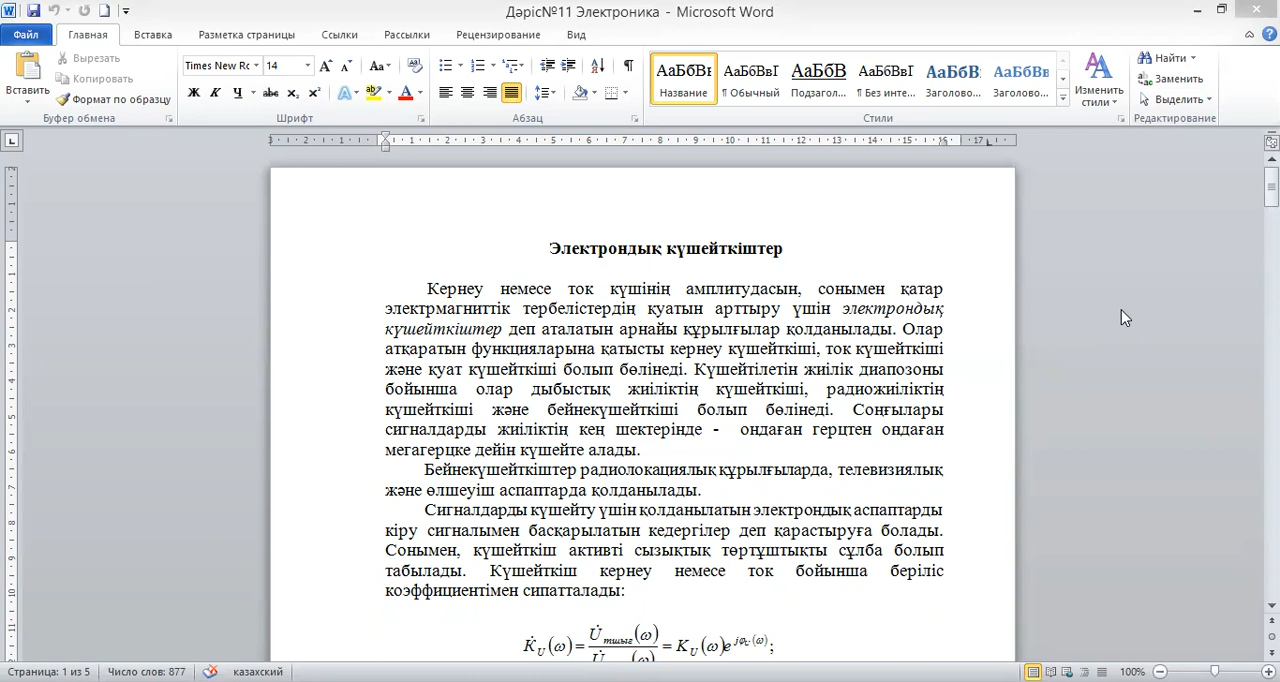 Дәріс№11 Электроника - Microsoft Word
Файл Главная Вставка Разметка страницы Ссылки Рассылки Рецензирование Вид
Вставить
Вырезать
Копировать
Формат по образцу
Буфер обмена
Times New Rc 14
Шрифт
Абзац
АаБбВı АаБбВвГ АаБбВ АаБбВвГ АаБбВ: АаБбВв
Название ¶ Обычный Подзагол... ¶ Без инте... Заголово... Заголово...
Стили
Изменить стили
Найти
Заменить
Выделить
Редактирование
Электрондық күшейткіштер
Кернеу немесе ток күшінің амплитудасын, сонымен қатар
электрмагниттік тербелістердің қуатын арттыру үшін электрондық
күшейткіштер деп аталатын арнайы құрылғылар қолданылады. Олар
атқаратын функцияларына қатысты кернеу күшейткіші, ток күшейткіші
және қуат күшейткіші болып бөлінеді. Күшейтілетін жиілік диапозоны
бойынша олар дыбыстық жиіліктің күшейткіші, радиожиіліктің
күшейткіші және бейнекүшейткіші болып бөлінеді. Соңғылары
сигналдарды жиіліктің кең шектерінде - ондаған герцтен ондаған
мегагерцке дейін күшейте алады.
Бейнекүшейткіштер радиолокациялық құрылғыларда, телевизиялық
және өлшеуіш аспаптарда қолданылады.
Сигналдарды күшейту үшін қолданылатын электрондық аспаптарды
кіру сигналымен басқарылатын кедергілер деп қарастыруға болады.
Сонымен, күшейткіш активті сызықтық төртұштықты сұлба болып
табылады. Күшейткіш кернеу немесе ток бойынша беріліс
коэффициентімен сипатталады:
K̇U(ω)= U̇тшығ(ω) = KU(ω)e^jφU(ω);
Страница: 1 из 5 Число слов: 877 казахский 100%